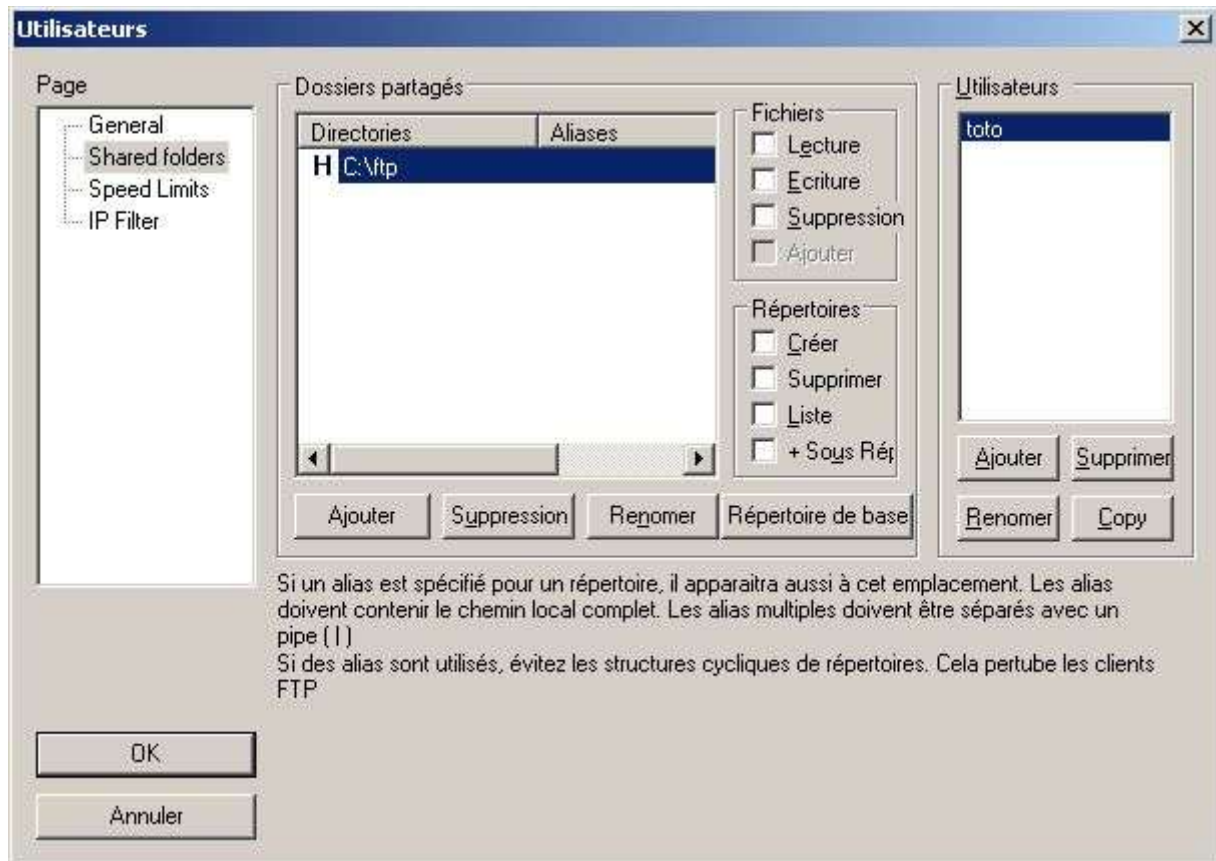 Utilisateurs
Page
General
Shared folders
Speed Limits
IP Filter
Dossiers partagés
Directories
Aliases
H C:\ftp
Fichiers
Lecture
Ecriture
Suppression
Ajouter
Répertoires
Créer
Supprimer
Liste
+ Sous Rép
Ajouter
Suppression
Renomer
Répertoire de base
Utilisateurs
toto
Ajouter
Supprimer
Renomer
Copy
Si un alias est spécifié pour un répertoire, il apparaitra aussi à cet emplacement. Les alias
doivent contenir le chemin local complet. Les alias multiples doivent être séparés avec un
pipe ( | )
Si des alias sont utilisés, évitez les structures cycliques de répertoires. Cela pertube les clients
FTP
OK
Annuler